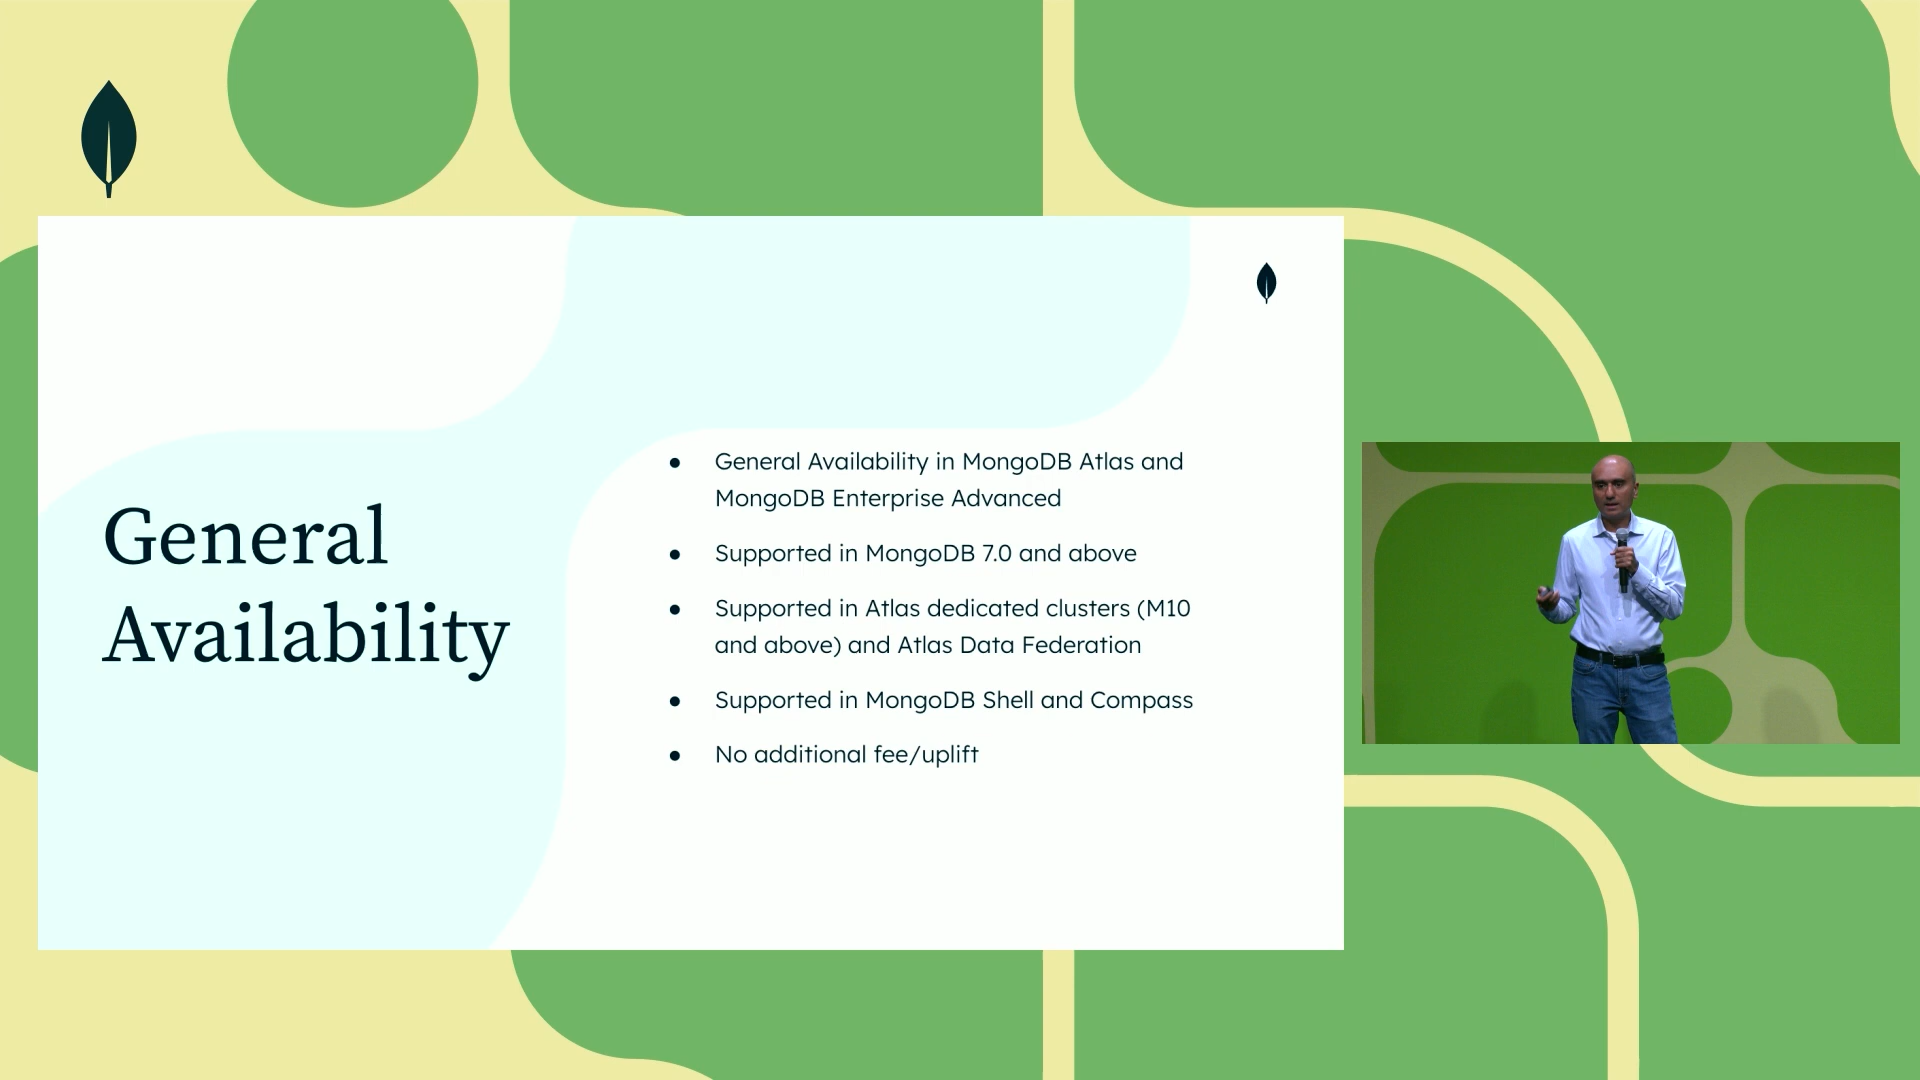 General
Availability
● General Availability in MongoDB Atlas and
MongoDB Enterprise Advanced
● Supported in MongoDB 7.0 and above
● Supported in Atlas dedicated clusters (M10
and above) and Atlas Data Federation
● Supported in MongoDB Shell and Compass
● No additional fee/uplift